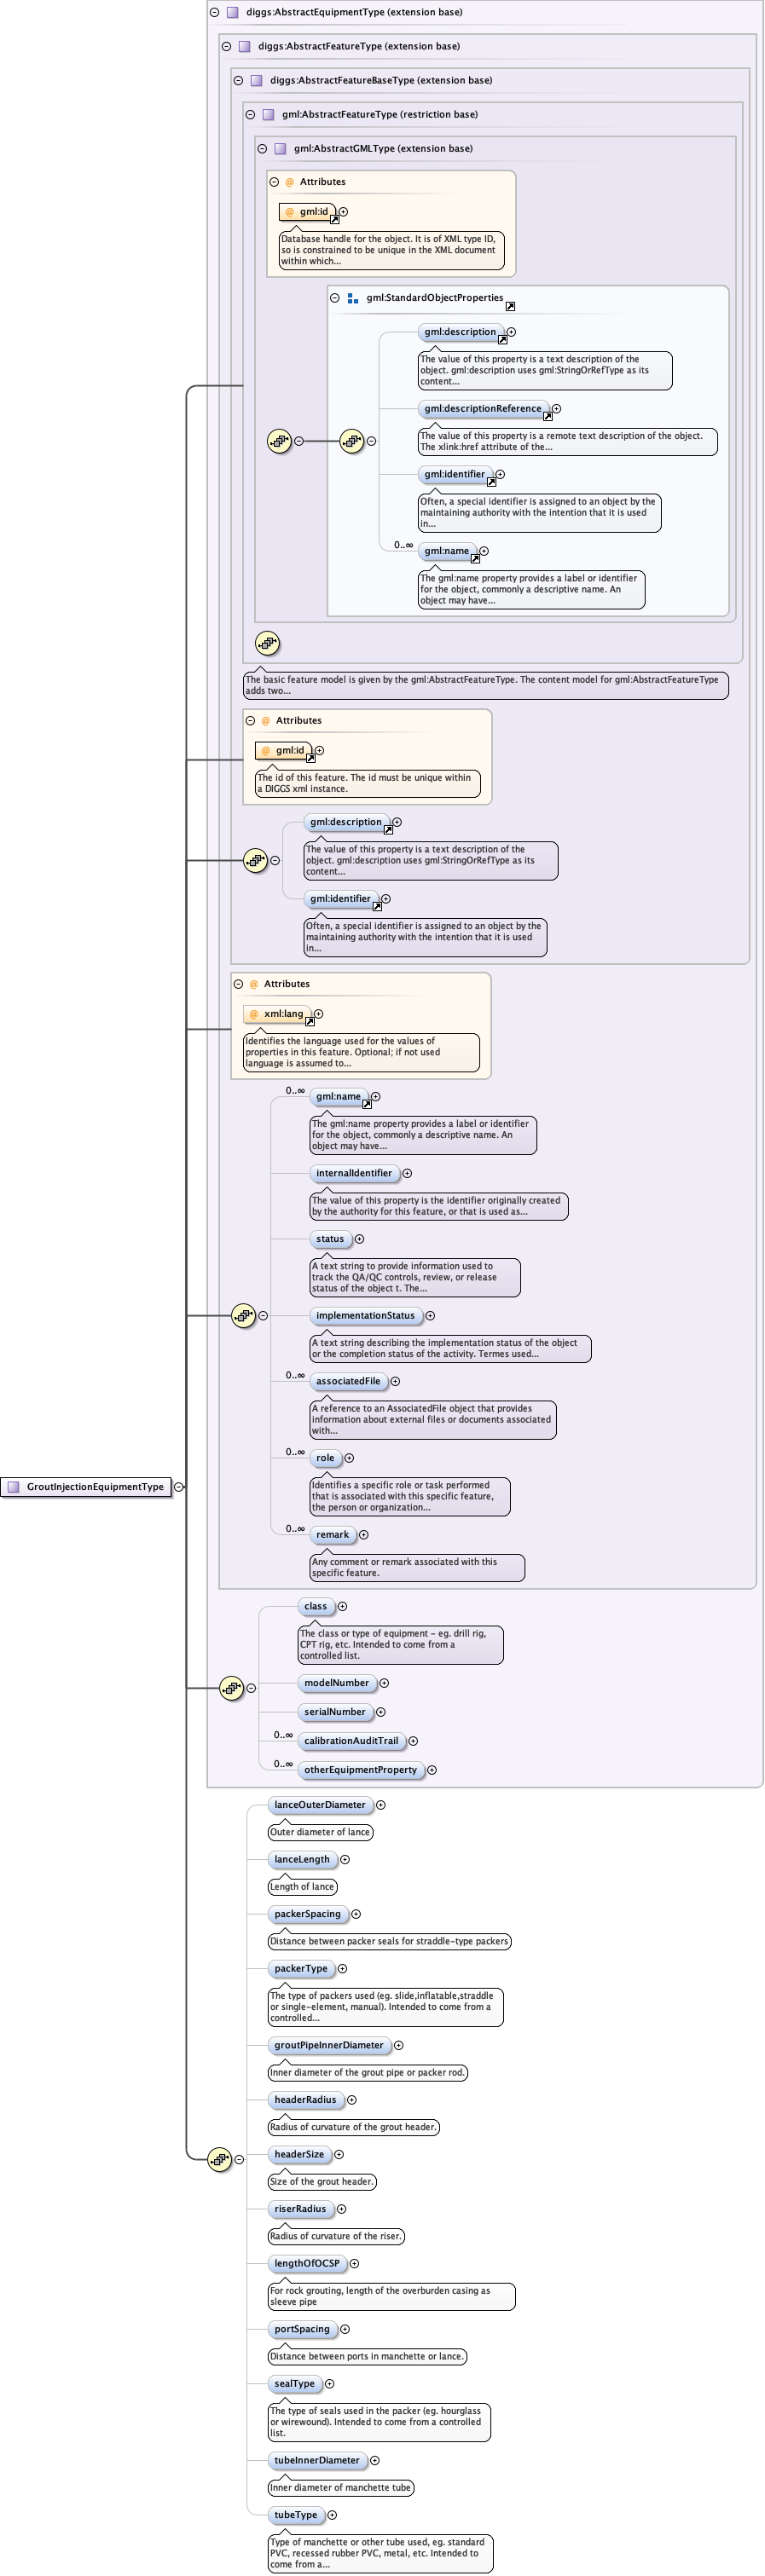 diggs:AbstractEquipmentType (extension base)
diggs:AbstractFeatureType (extension base)
diggs:AbstractFeatureBaseType (extension base)
gml:AbstractFeatureType (restriction base)
gml:AbstractGMLType (extension base)
@ Attributes
@ gml:id
Database handle for the object. It is of XML type ID,
so is constrained to be unique in the XML document
within which...
gml:StandardObjectProperties
gml:description
The value of this property is a text description of the
object. gml:description uses gml:StringOrRefType as its
content...
gml:descriptionReference
The value of this property is a remote text description of the object.
The xlink:href attribute of the...
gml:identifier
Often, a special identifier is assigned to an object by the
maintaining authority with the intention that it is used
in...
0..∞
gml:name
The gml:name property provides a label or identifier
for the object, commonly a descriptive name. An
object may have...
The basic feature model is given by the gml:AbstractFeatureType. The content model for gml:AbstractFeatureType
adds two...
@ Attributes
@ gml:id
The id of this feature. The id must be unique within
a DIGGS xml instance.
gml:description
The value of this property is a text description of the
object. gml:description uses gml:StringOrRefType as its
content...
gml:identifier
Often, a special identifier is assigned to an object by the
maintaining authority with the intention that it is used
in...
@ Attributes
@ xml:lang
Identifies the language used for the values of
properties in this feature. Optional; if not used
language is assumed to...
0..∞
gml:name
The gml:name property provides a label or identifier
for the object, commonly a descriptive name. An
object may have...
internalIdentifier
The value of this property is the identifier originally created
by the authority for this feature, or that is used as...
status
A text string to provide information used to
track the QA/QC controls, review, or release
status of the object t. The...
implementationStatus
A text string describing the implementation status of the object
or the completion status of the activity. Termes used...
0..∞
associatedFile
A reference to an AssociatedFile object that provides
information about external files or documents associated
with...
0..∞
role
Identifies a specific role or task performed
that is associated with this specific feature,
the person or organization...
GroutInjectionEquipmentType
0..∞
remark
Any comment or remark associated with this
specific feature.
class
The class or type of equipment - eg. drill rig,
CPT rig, etc. Intended to come from a
controlled list.
modelNumber
serialNumber
0..∞
calibrationAuditTrail
0..∞
otherEquipmentProperty
lanceOuterDiameter
Outer diameter of lance
lanceLength
Length of lance
packerSpacing
Distance between packer seals for straddle-type packers
packerType
The type of packers used (eg. slide,inflatable,straddle
or single-element, manual). Intended to come from a
controlled...
groutPipeInnerDiameter
Inner diameter of the grout pipe or packer rod.
headerRadius
Radius of curvature of the grout header.
headerSize
Size of the grout header.
riserRadius
Radius of curvature of the riser.
lengthOfOCSP
For rock grouting, length of the overburden casing as
sleeve pipe
portSpacing
Distance between ports in manchette or lance.
sealType
The type of seals used in the packer (eg. hourglass
or wirewound). Intended to come from a controlled
list.
tubeInnerDiameter
Inner diameter of manchette tube
tubeType
Type of manchette or other tube used, eg. standard
PVC, recessed rubber PVC, metal, etc. Intended to
come from a...